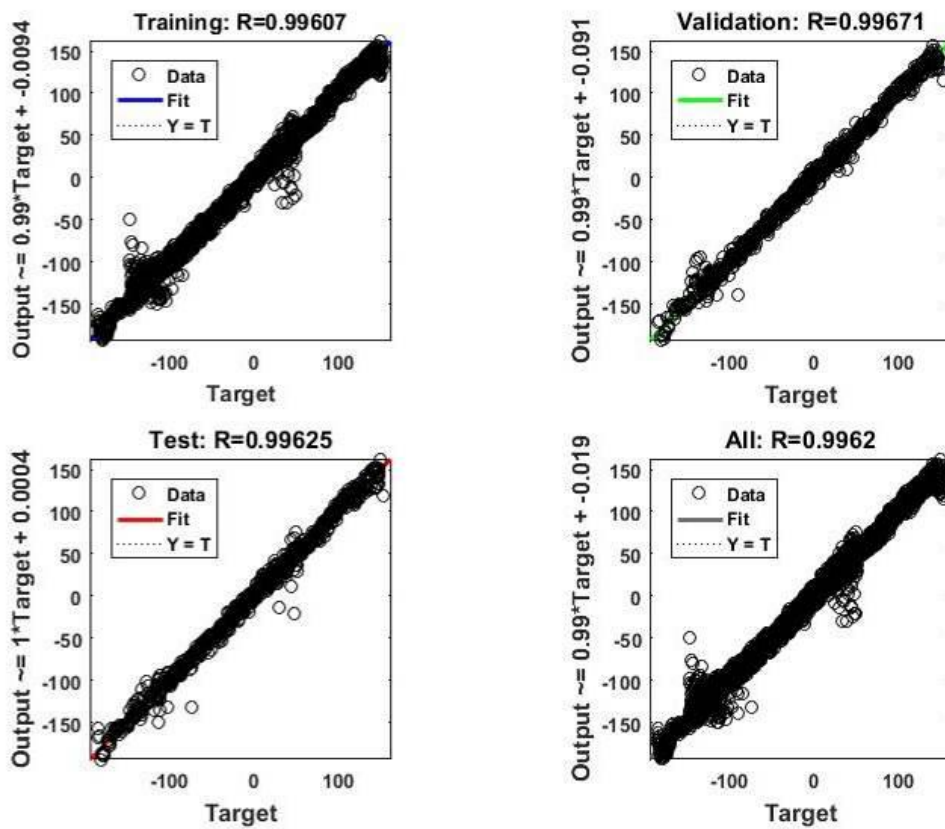 Training: R=0.99607
Output ~= 0.99*Target + -0.0094
150
100
50
0
-50
-100
-150
Data
Fit
Y = T
-100 0 100
Target
Validation: R=0.99671
Output ~= 0.99*Target + -0.091
150
100
50
0
-50
-100
-150
Data
Fit
Y = T
-100 0 100
Target
Test: R=0.99625
Output ~= 1*Target + 0.0004
150
100
50
0
-50
-100
-150
Data
Fit
Y = T
-100 0 100
Target
All: R=0.9962
Output ~= 0.99*Target + -0.019
150
100
50
0
-50
-100
-150
Data
Fit
Y = T
-100 0 100
Target